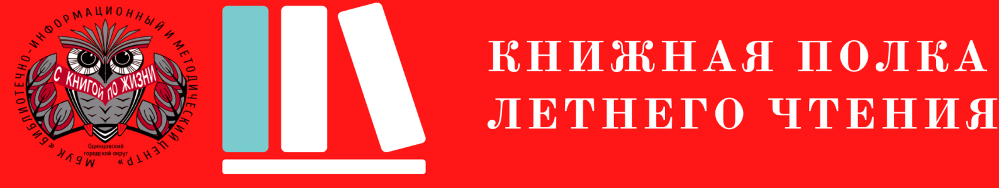 МБУК «БИБЛИОТЕЧНО-ИНФОРМАЦИОННЫЙ И МЕТОДИЧЕСКИЙ ЦЕНТР»
С КНИГОЙ ПО ЖИЗНИ
Одинцовский
городской округ
КНИЖНАЯ ПОЛКА
ЛЕТНЕГО ЧТЕНИЯ